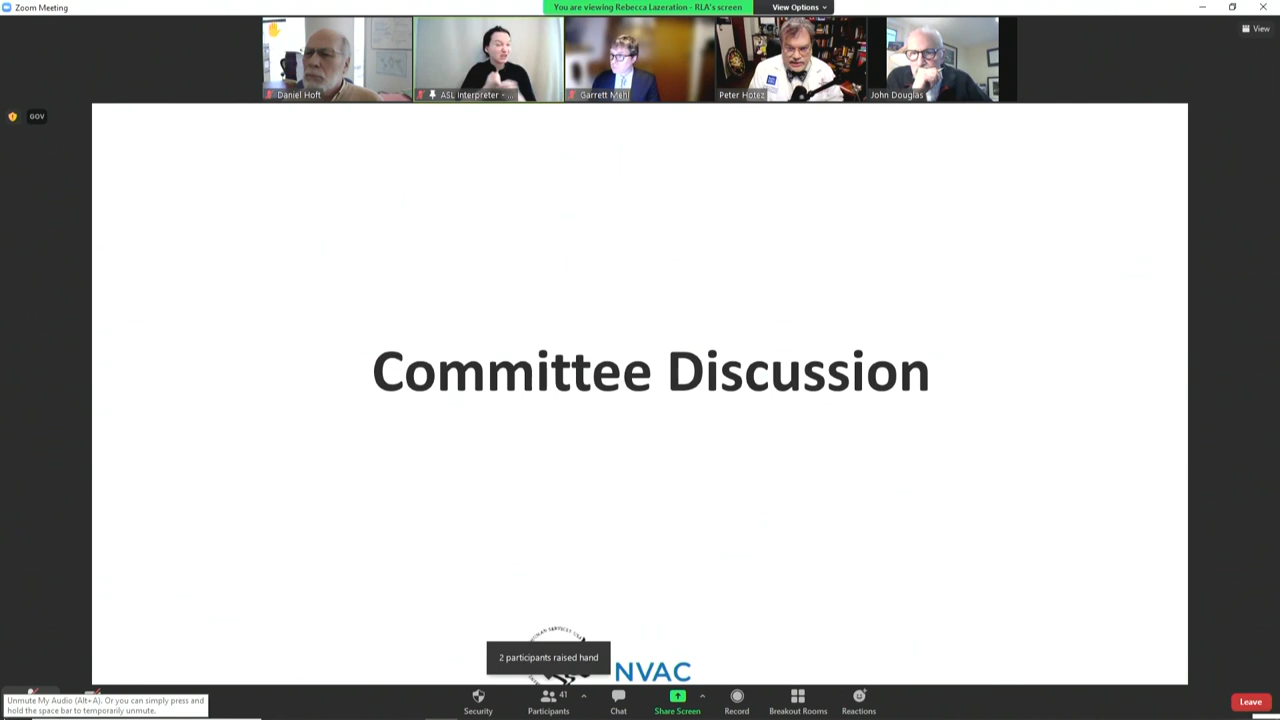 Zoom Meeting
You are viewing Rebecca Lazeration - RLA's screen
View Options
View
Daniel Hoft
ASL Interpreter - ...
Garrett Mehl
Peter Hotez
John Douglas
GOV
Committee Discussion
HUMAN SERVICES USA
2 participants raised hand
NVAC
Unmute My Audio (Alt+A). Or you can simply press and
hold the space bar to temporarily unmute.
Security
Participants
41
Chat
Share Screen
Record
Breakout Rooms
Reactions
Leave